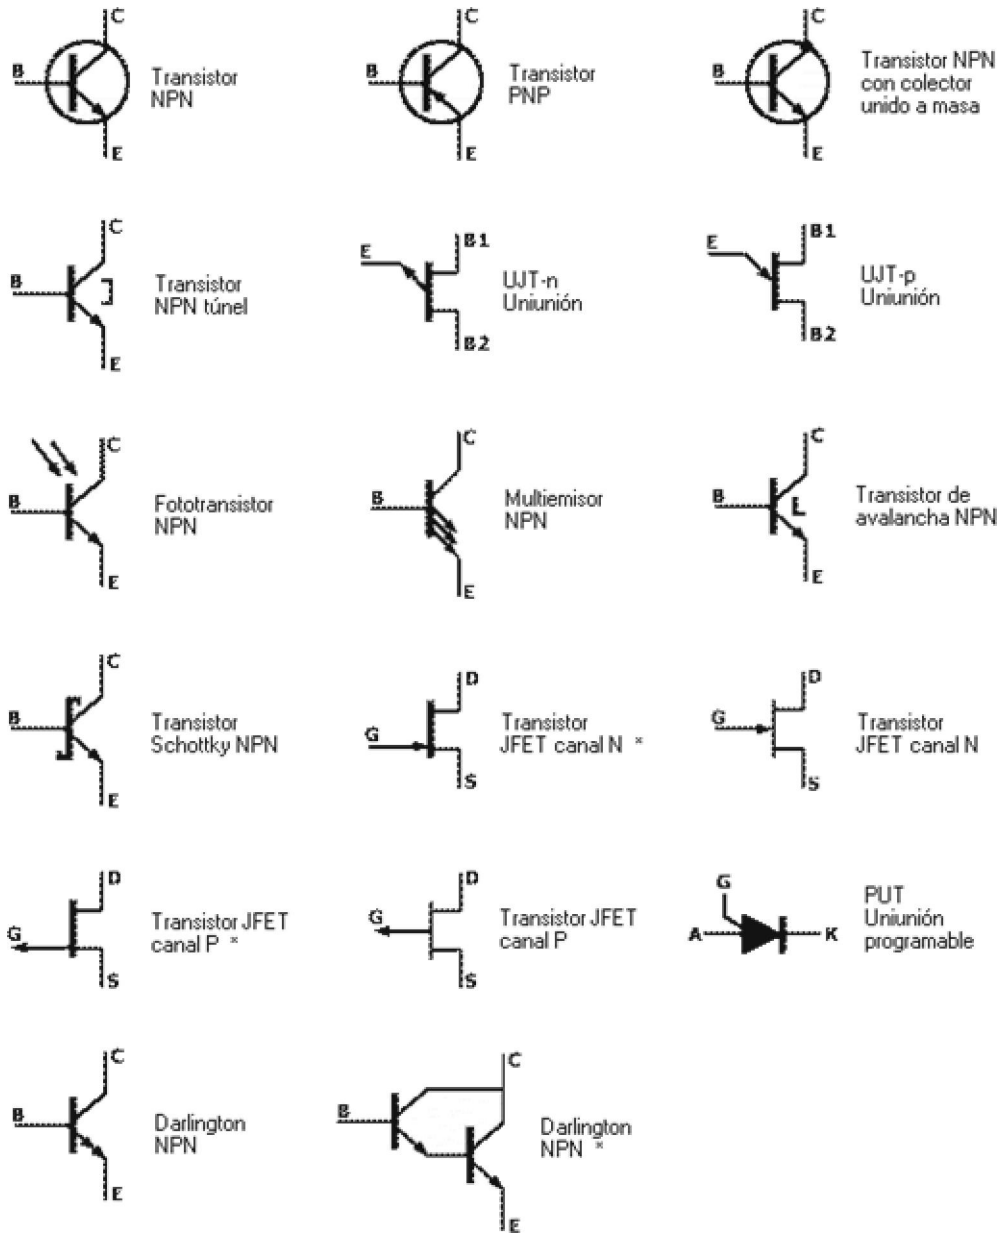 C
B
Transistor
NPN
E
C
B
Transistor
PNP
E
C
B
Transistor NPN
con colector
unido a masa
E
C
B
Transistor
NPN túnel
E
E
B1
UJT-n
Uniunión
B2
E
B1
UJT-p
Uniunión
B2
C
B
Fototransistor
NPN
E
C
B
Multiemisor
NPN
E
C
B
Transistor de
avalancha NPN
E
C
B
Transistor
Schottky NPN
E
D
G
Transistor
JFET canal N *
S
D
G
Transistor
JFET canal N
S
D
G
Transistor JFET
canal P *
S
D
G
Transistor JFET
canal P
S
G
A
K
PUT
Uniunión
programable
C
B
Darlington
NPN
E
C
B
Darlington
NPN *
E